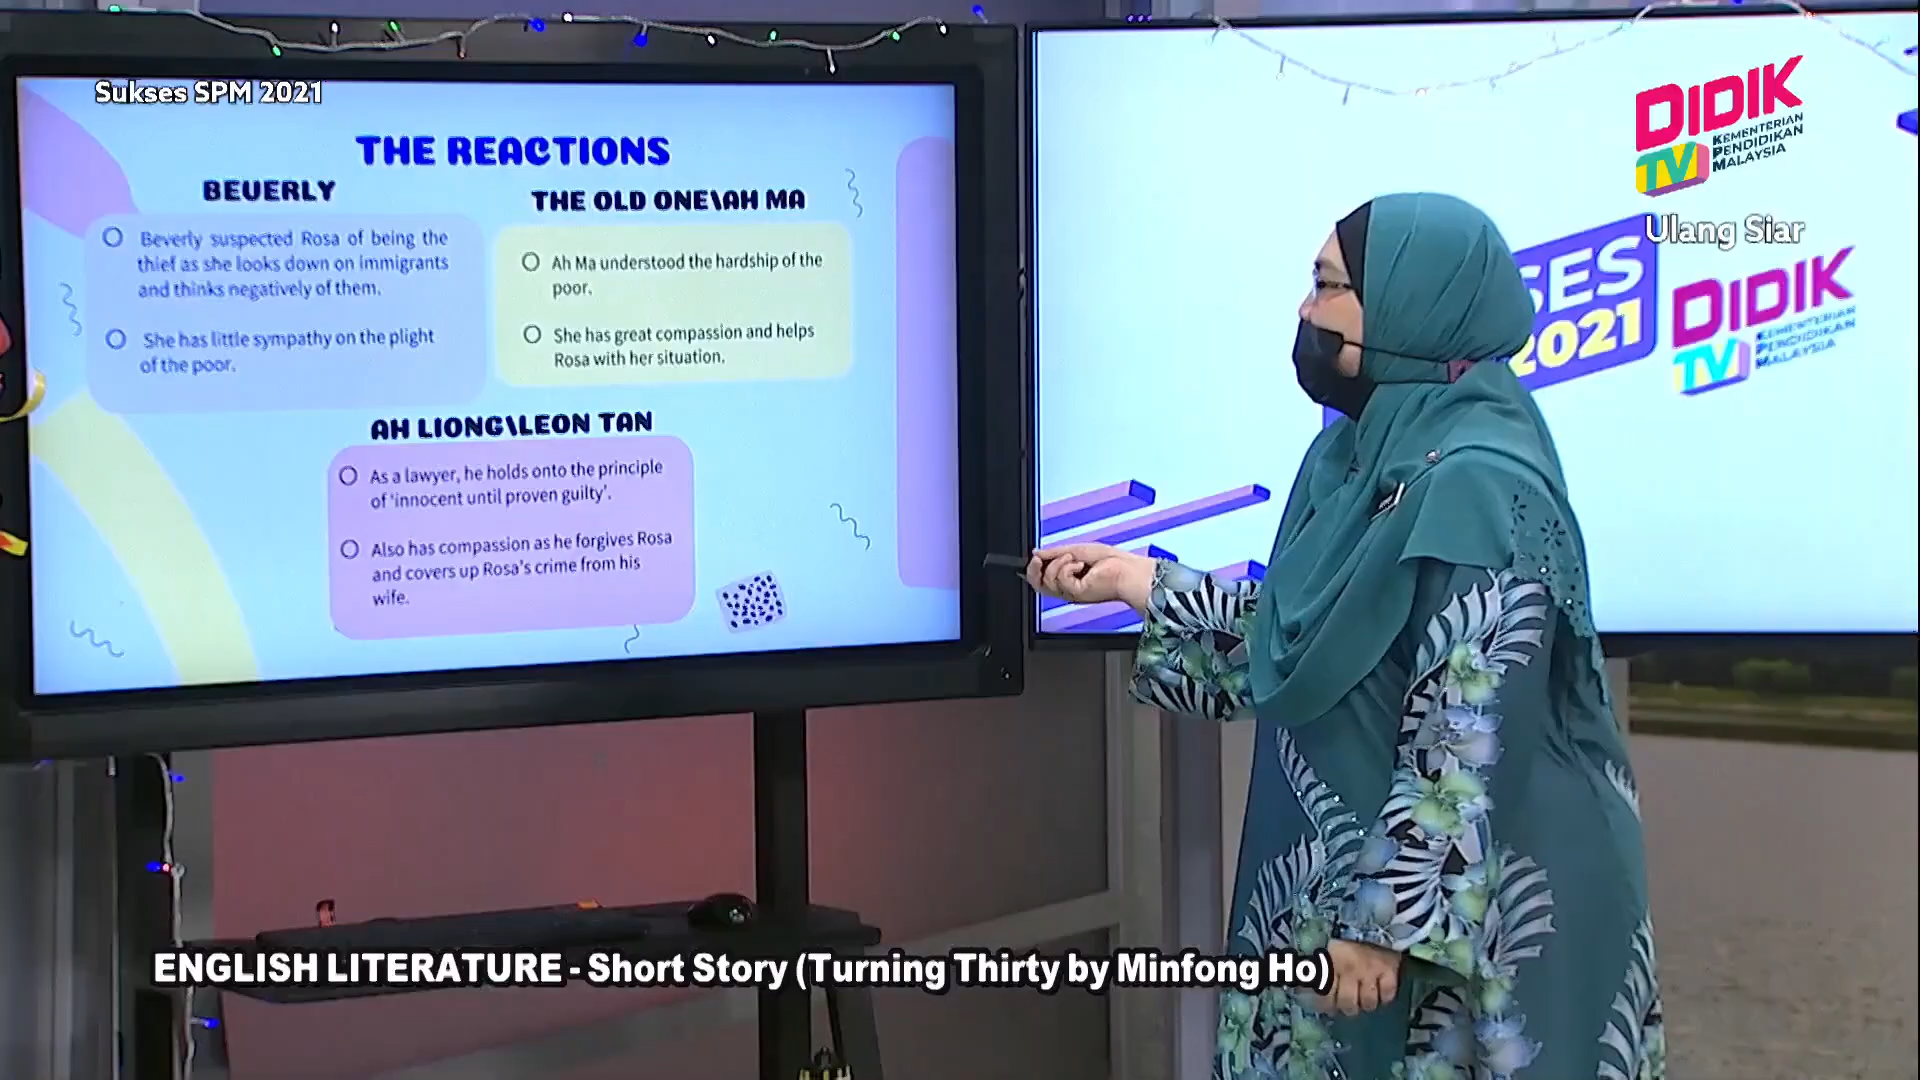 Sukses SPM 2021
THE REACTIONS
BEVERLY
Beverly suspected Rosa of being the
thief as she looks down on immigrants
and thinks negatively of them.
She has little sympathy on the plight
of the poor.
THE OLD ONE\AH MA
Ah Ma understood the hardship of the
poor.
She has great compassion and helps
Rosa with her situation.
AH LIONG\LEON TAN
As a lawyer, he holds onto the principle
of 'innocent until proven guilty'.
Also has compassion as he forgives Rosa
and covers up Rosa's crime from his
wife.
DIDIK
TV
KEMENTERIAN
PENDIDIKAN
MALAYSIA
Ulang Siar
SES
2021
DIDIK
TV
KEMENTERIAN
PENDIDIKAN
MALAYSIA
ENGLISH LITERATURE - Short Story (Turning Thirty by Minfong Ho)